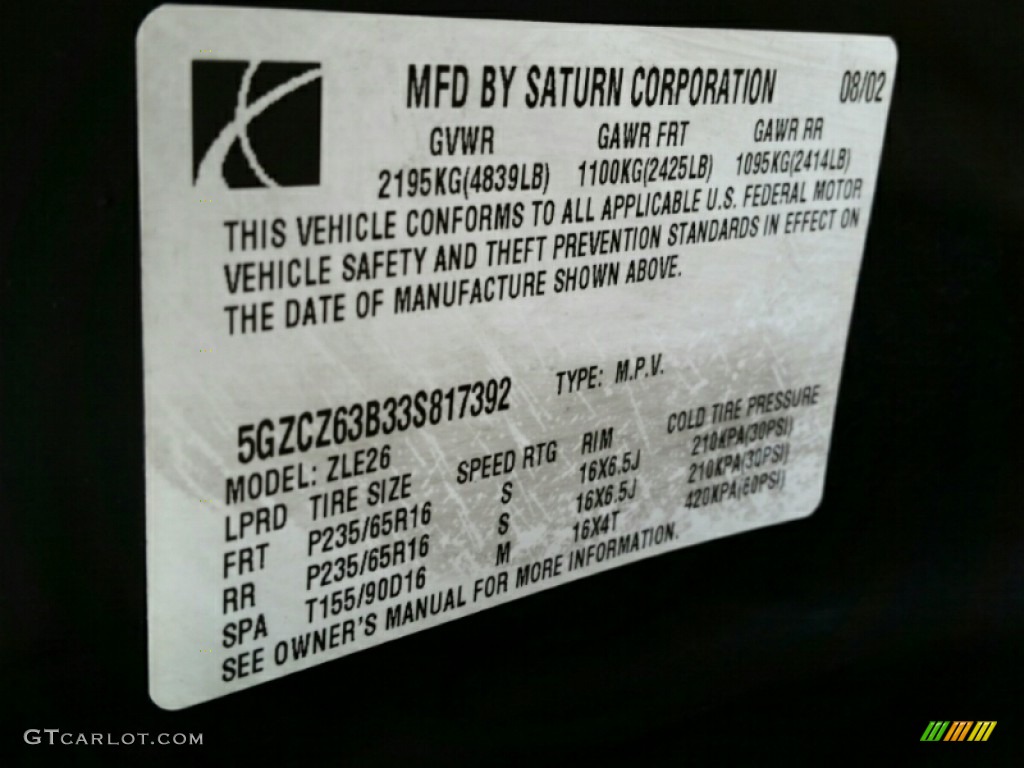 MFD BY SATURN CORPORATION 08/02
GVWR GAWR FRT GAWR RR
2195KG(4839LB) 1100KG(2425LB) 1095KG(2414LB)
THIS VEHICLE CONFORMS TO ALL APPLICABLE U.S. FEDERAL MOTOR
VEHICLE SAFETY AND THEFT PREVENTION STANDARDS IN EFFECT ON
THE DATE OF MANUFACTURE SHOWN ABOVE.
5GZCZ63B33S817392 TYPE: M.P.V.
MODEL: ZLE26
LPRD TIRE SIZE SPEED RTG RIM COLD TIRE PRESSURE
FRT P235/65R16 S 16X6.5J 210KPA(30PSI)
RR P235/65R16 S 16X6.5J 210KPA(30PSI)
SPA T155/90D16 M 16X4T 420KPA(60PSI)
SEE OWNER'S MANUAL FOR MORE INFORMATION.
GTCARLOT.COM